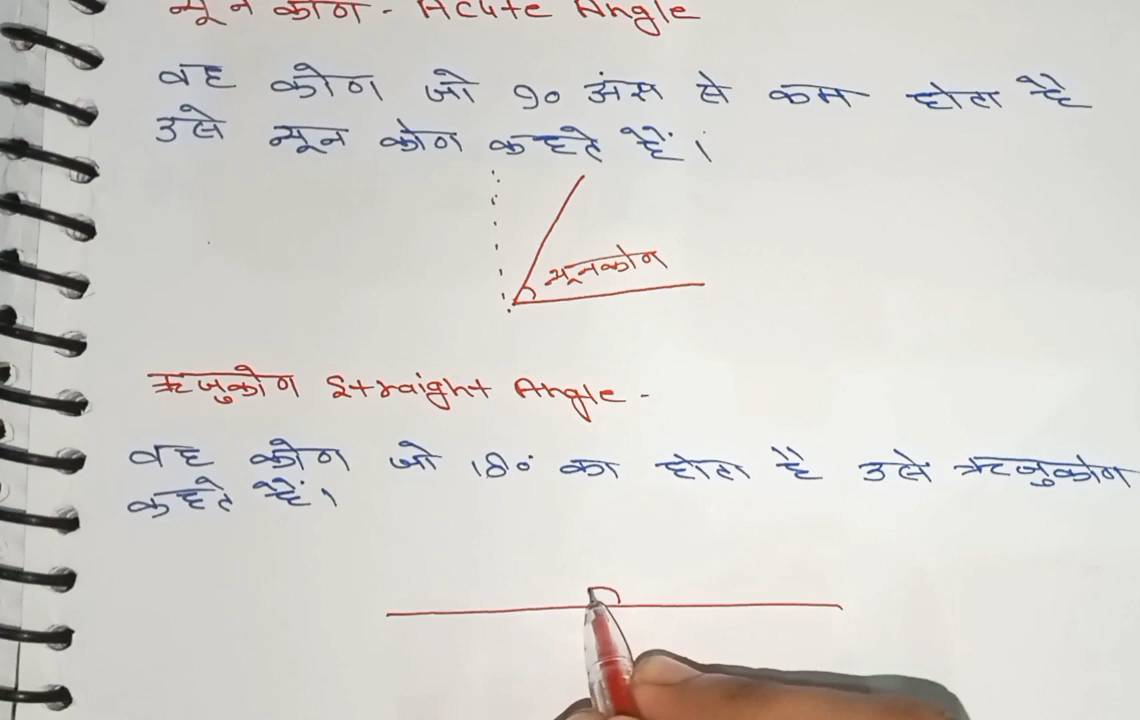 न्यून कोण - Acute Angle
वह कोण जो 90 अंस से कम होता है
उसे न्यून कोण कहते हैं।
न्यूनकोण
ऋजुकोण Straight Angle -
वह कोण जो 180° का होता है उसे ऋजुकोण
कहते हैं।